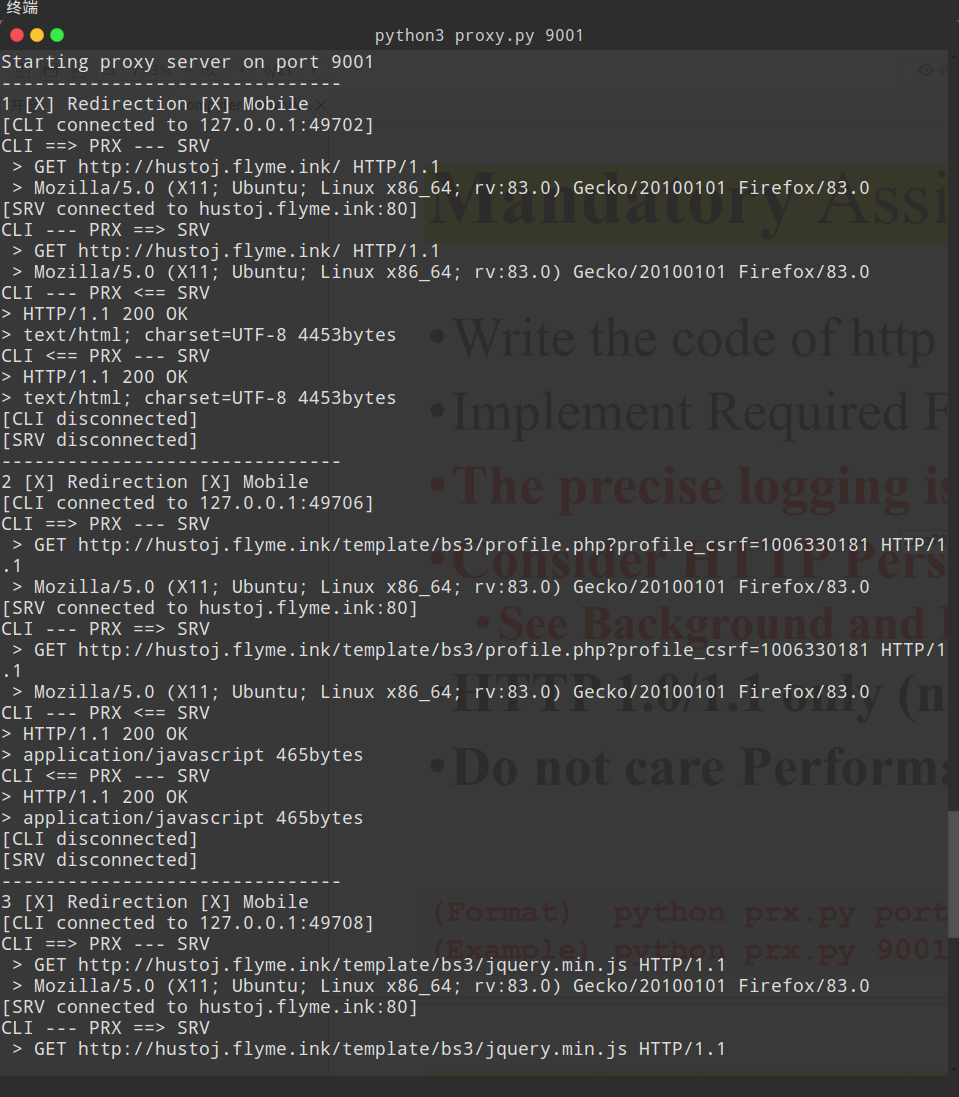 终端
python3 proxy.py 9001
Starting proxy server on port 9001
-------------------------------
1 [X] Redirection [X] Mobile
[CLI connected to 127.0.0.1:49702]
CLI ==> PRX --- SRV
 > GET http://hustoj.flyme.ink/ HTTP/1.1
 > Mozilla/5.0 (X11; Ubuntu; Linux x86_64; rv:83.0) Gecko/20100101 Firefox/83.0
[SRV connected to hustoj.flyme.ink:80]
CLI --- PRX ==> SRV
 > GET http://hustoj.flyme.ink/ HTTP/1.1
 > Mozilla/5.0 (X11; Ubuntu; Linux x86_64; rv:83.0) Gecko/20100101 Firefox/83.0
CLI --- PRX <== SRV
> HTTP/1.1 200 OK
> text/html; charset=UTF-8 4453bytes
CLI <== PRX --- SRV
> HTTP/1.1 200 OK
> text/html; charset=UTF-8 4453bytes
[CLI disconnected]
[SRV disconnected]
-------------------------------
2 [X] Redirection [X] Mobile
[CLI connected to 127.0.0.1:49706]
CLI ==> PRX --- SRV
 > GET http://hustoj.flyme.ink/template/bs3/profile.php?profile_csrf=1006330181 HTTP/1
.1
 > Mozilla/5.0 (X11; Ubuntu; Linux x86_64; rv:83.0) Gecko/20100101 Firefox/83.0
[SRV connected to hustoj.flyme.ink:80]
CLI --- PRX ==> SRV
 > GET http://hustoj.flyme.ink/template/bs3/profile.php?profile_csrf=1006330181 HTTP/1
.1
 > Mozilla/5.0 (X11; Ubuntu; Linux x86_64; rv:83.0) Gecko/20100101 Firefox/83.0
CLI --- PRX <== SRV
> HTTP/1.1 200 OK
> application/javascript 465bytes
CLI <== PRX --- SRV
> HTTP/1.1 200 OK
> application/javascript 465bytes
[CLI disconnected]
[SRV disconnected]
-------------------------------
3 [X] Redirection [X] Mobile
[CLI connected to 127.0.0.1:49708]
CLI ==> PRX --- SRV
 > GET http://hustoj.flyme.ink/template/bs3/jquery.min.js HTTP/1.1
 > Mozilla/5.0 (X11; Ubuntu; Linux x86_64; rv:83.0) Gecko/20100101 Firefox/83.0
[SRV connected to hustoj.flyme.ink:80]
CLI --- PRX ==> SRV
 > GET http://hustoj.flyme.ink/template/bs3/jquery.min.js HTTP/1.1
Mandatory Assi
•Write the code of http
•Implement Required F
•The precise logging is
•Consider HTTP Pers
•See Background and
HTTP 1.0/1.1 only (n
•Do not care Performa
(Format) python prx.py port
(Example) python prx.py 9001